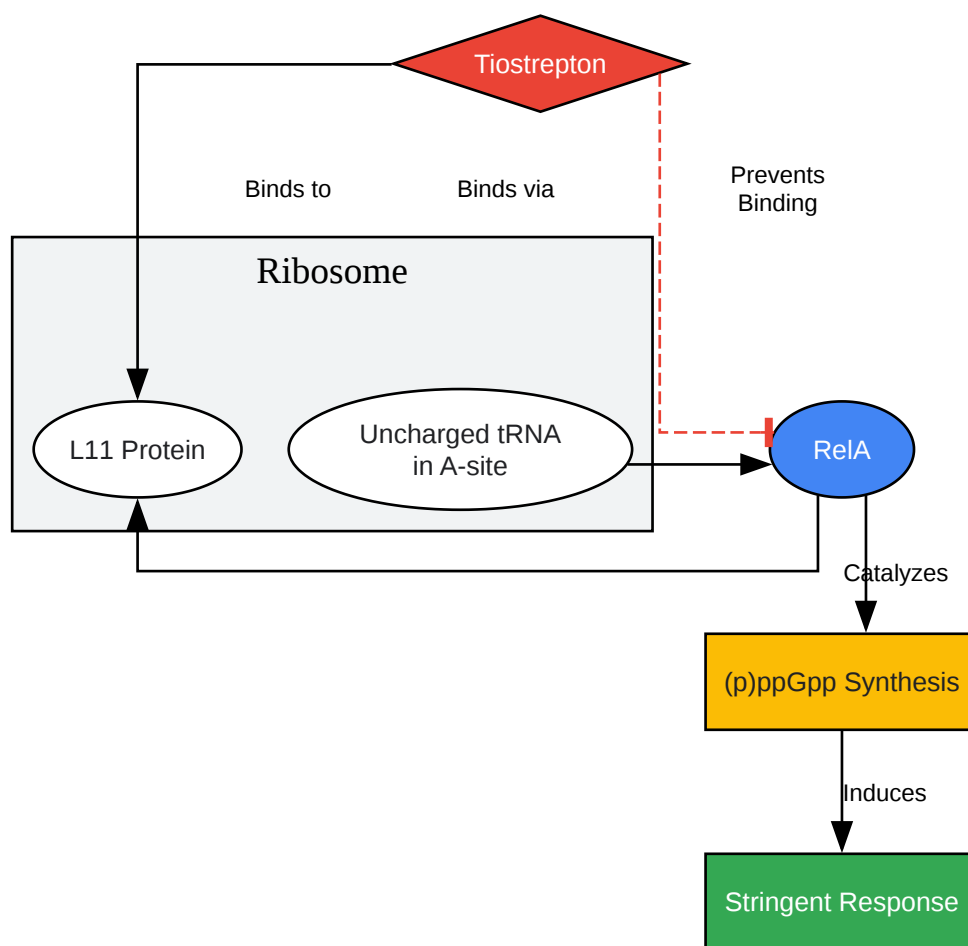 Tiostrepton
Binds to
Binds via
Prevents
Binding
Ribosome
L11 Protein
Uncharged tRNA
in A-site
RelA
Catalyzes
(p)ppGpp Synthesis
Induces
Stringent Response